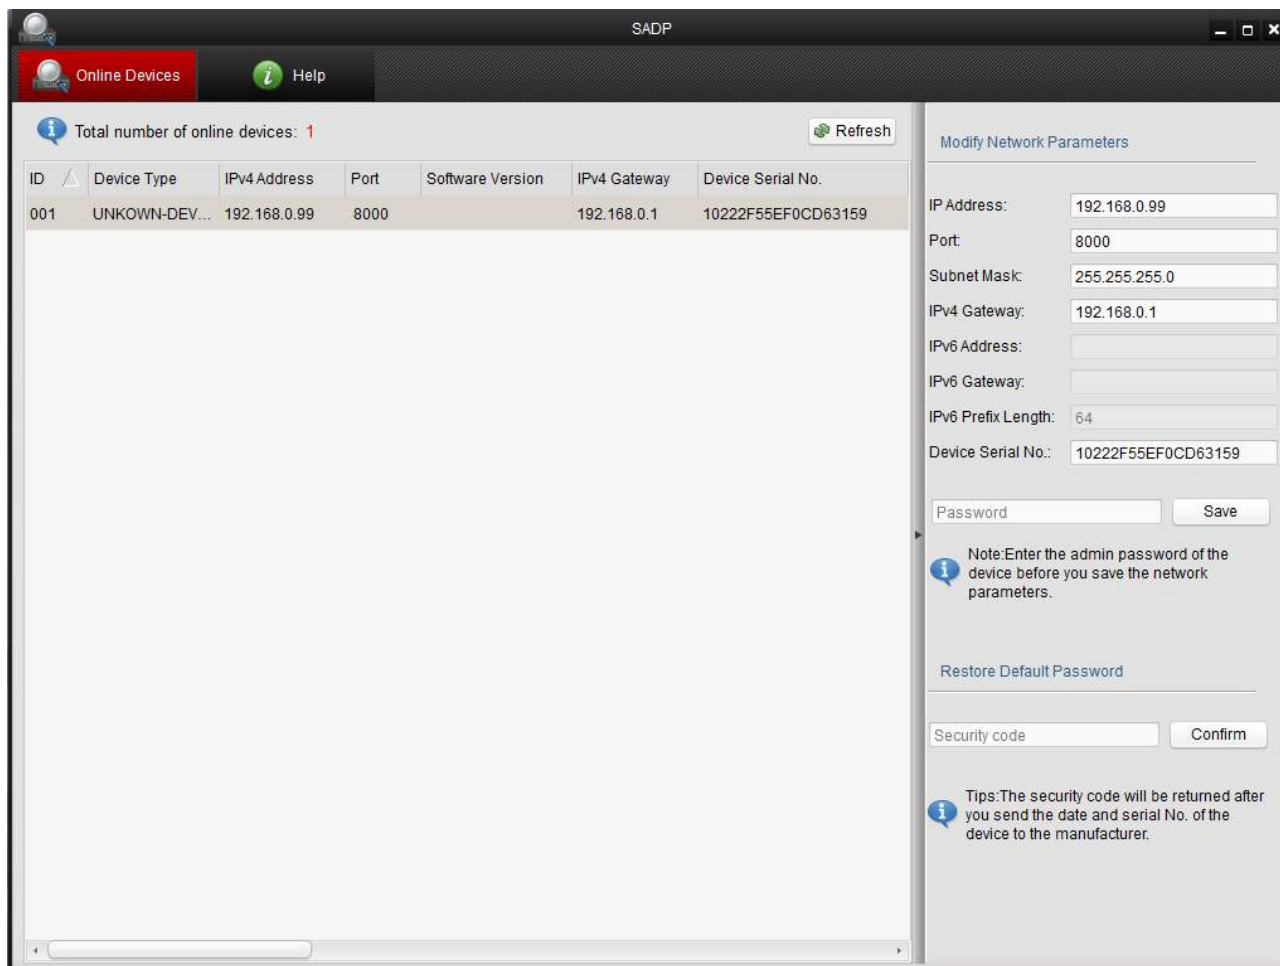 SADP
Online Devices
Help
Total number of online devices: 1
Refresh
ID Device Type IPv4 Address Port Software Version IPv4 Gateway Device Serial No.
001 UNKOWN-DEV... 192.168.0.99 8000 192.168.0.1 10222F55EF0CD63159
Modify Network Parameters
IP Address: 192.168.0.99
Port: 8000
Subnet Mask: 255.255.255.0
IPv4 Gateway: 192.168.0.1
IPv6 Address:
IPv6 Gateway:
IPv6 Prefix Length: 64
Device Serial No.: 10222F55EF0CD63159
Password Save
Note:Enter the admin password of the
device before you save the network
parameters.
Restore Default Password
Security code Confirm
Tips:The security code will be returned after
you send the date and serial No. of the
device to the manufacturer.